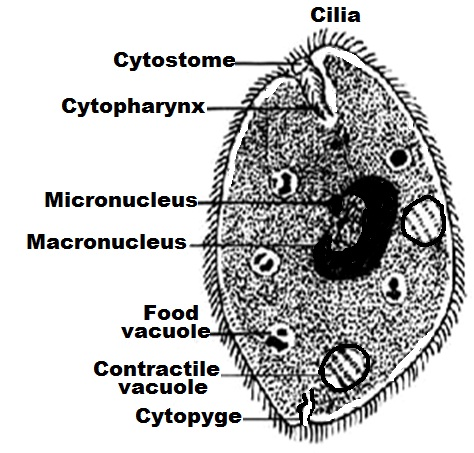 Cilia
Cytostome
Cytopharynx
Micronucleus
Macronucleus
Food
vacuole
Contractile
vacuole
Cytopyge